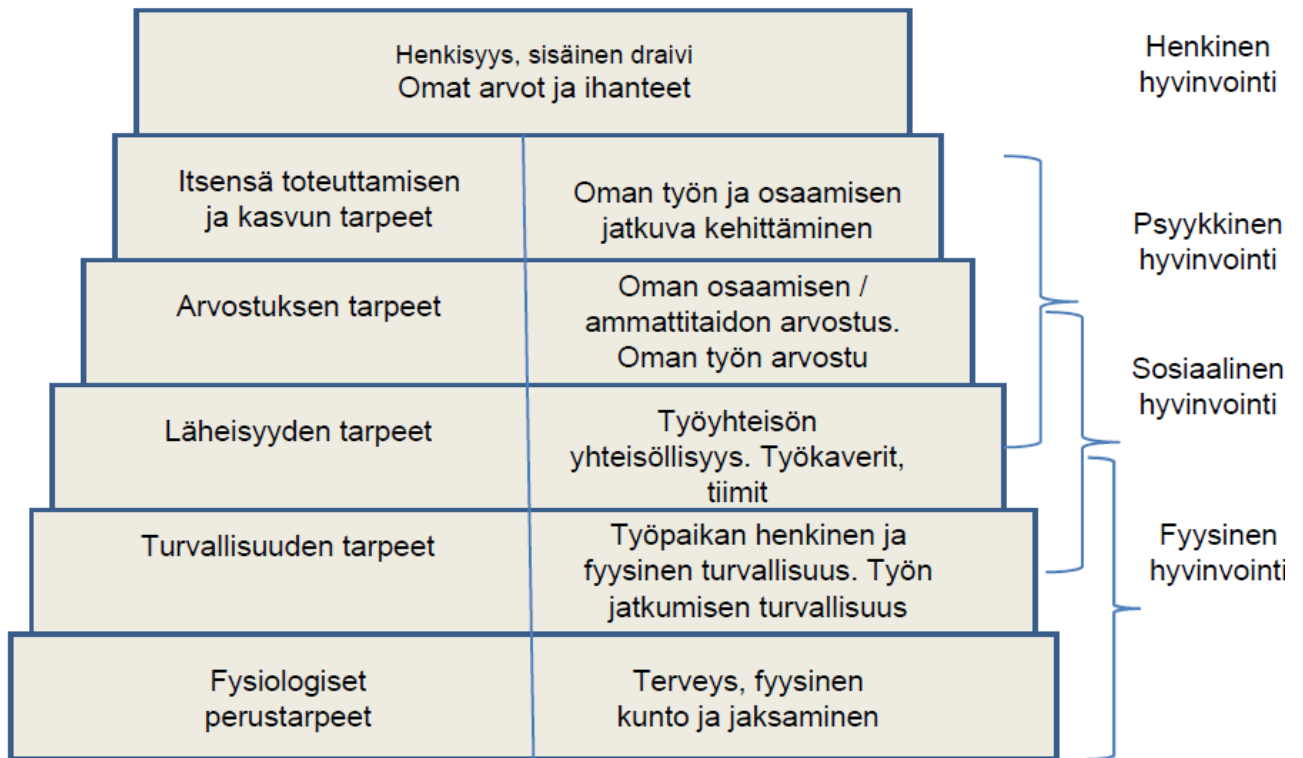 Henkisyys, sisäinen draivi
Omat arvot ja ihanteet
Henkinen
hyvinvointi
Itsensä toteuttamisen
ja kasvun tarpeet
Oman työn ja osaamisen
jatkuva kehittäminen
Psyykkinen
hyvinvointi
Arvostuksen tarpeet
Oman osaamisen /
ammattitaidon arvostus.
Oman työn arvostu
Sosiaalinen
hyvinvointi
Läheisyyden tarpeet
Työyhteisön
yhteisöllisyys. Työkaverit,
tiimit
Turvallisuuden tarpeet
Työpaikan henkinen ja
fyysinen turvallisuus. Työn
jatkumisen turvallisuus
Fyysinen
hyvinvointi
Fysiologiset
perustarpeet
Terveys, fyysinen
kunto ja jaksaminen